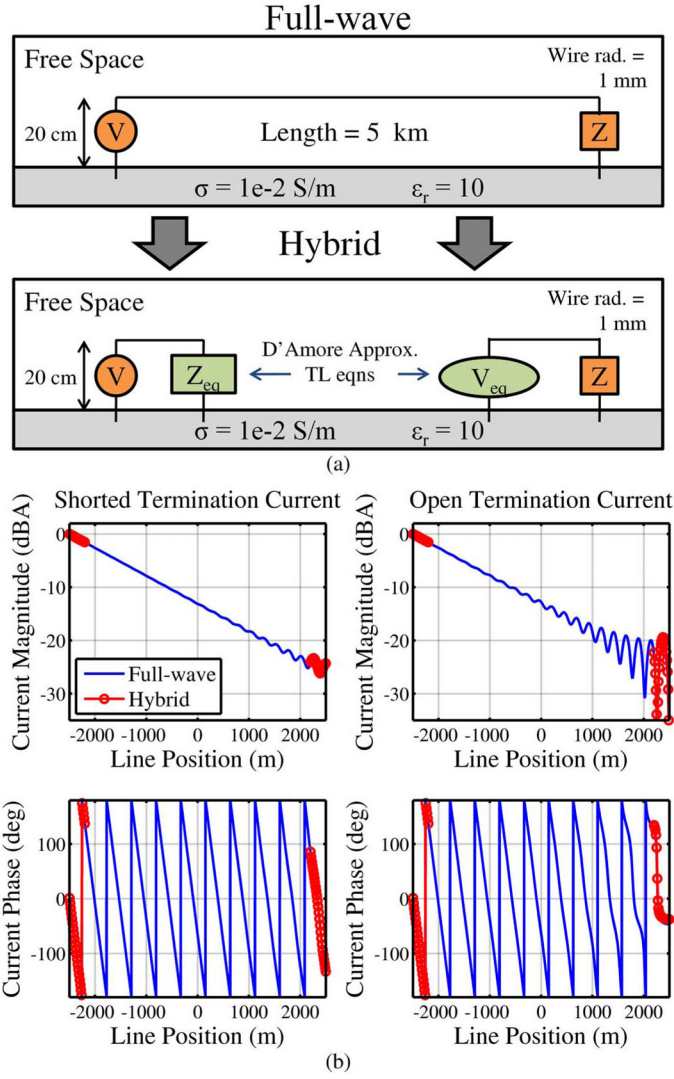 Full-wave
Free Space
Wire rad. =
1 mm
20 cm
V
Length = 5 km
Z
σ = 1e-2 S/m
εr = 10
Hybrid
Free Space
Wire rad. =
1 mm
D'Amore Approx.
TL eqns
20 cm
V
Zeq
Veq
Z
σ = 1e-2 S/m
εr = 10
(a)
Shorted Termination Current
Open Termination Current
Current Magnitude (dBA)
0
-10
-20
-30
Full-wave
Hybrid
-2000 -1000 0 1000 2000
Line Position (m)
Current Magnitude (dBA)
0
-10
-20
-30
-2000 -1000 0 1000 2000
Line Position (m)
Current Phase (deg)
100
0
-100
-2000 -1000 0 1000 2000
Line Position (m)
Current Phase (deg)
100
0
-100
-2000 -1000 0 1000 2000
Line Position (m)
(b)